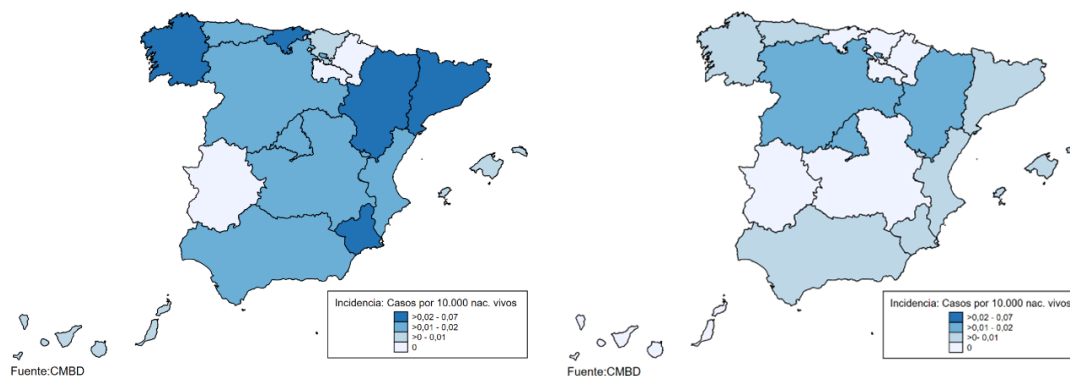 Incidencia: Casos por 10.000 nac. vivos
>0,02 - 0,07
>0,01 - 0,02
>0 - 0,01
0
Fuente:CMBD
Incidencia: Casos por 10.000 nac. vivos
>0,02 - 0,07
>0,01 - 0,02
>0- 0,01
0
Fuente:CMBD